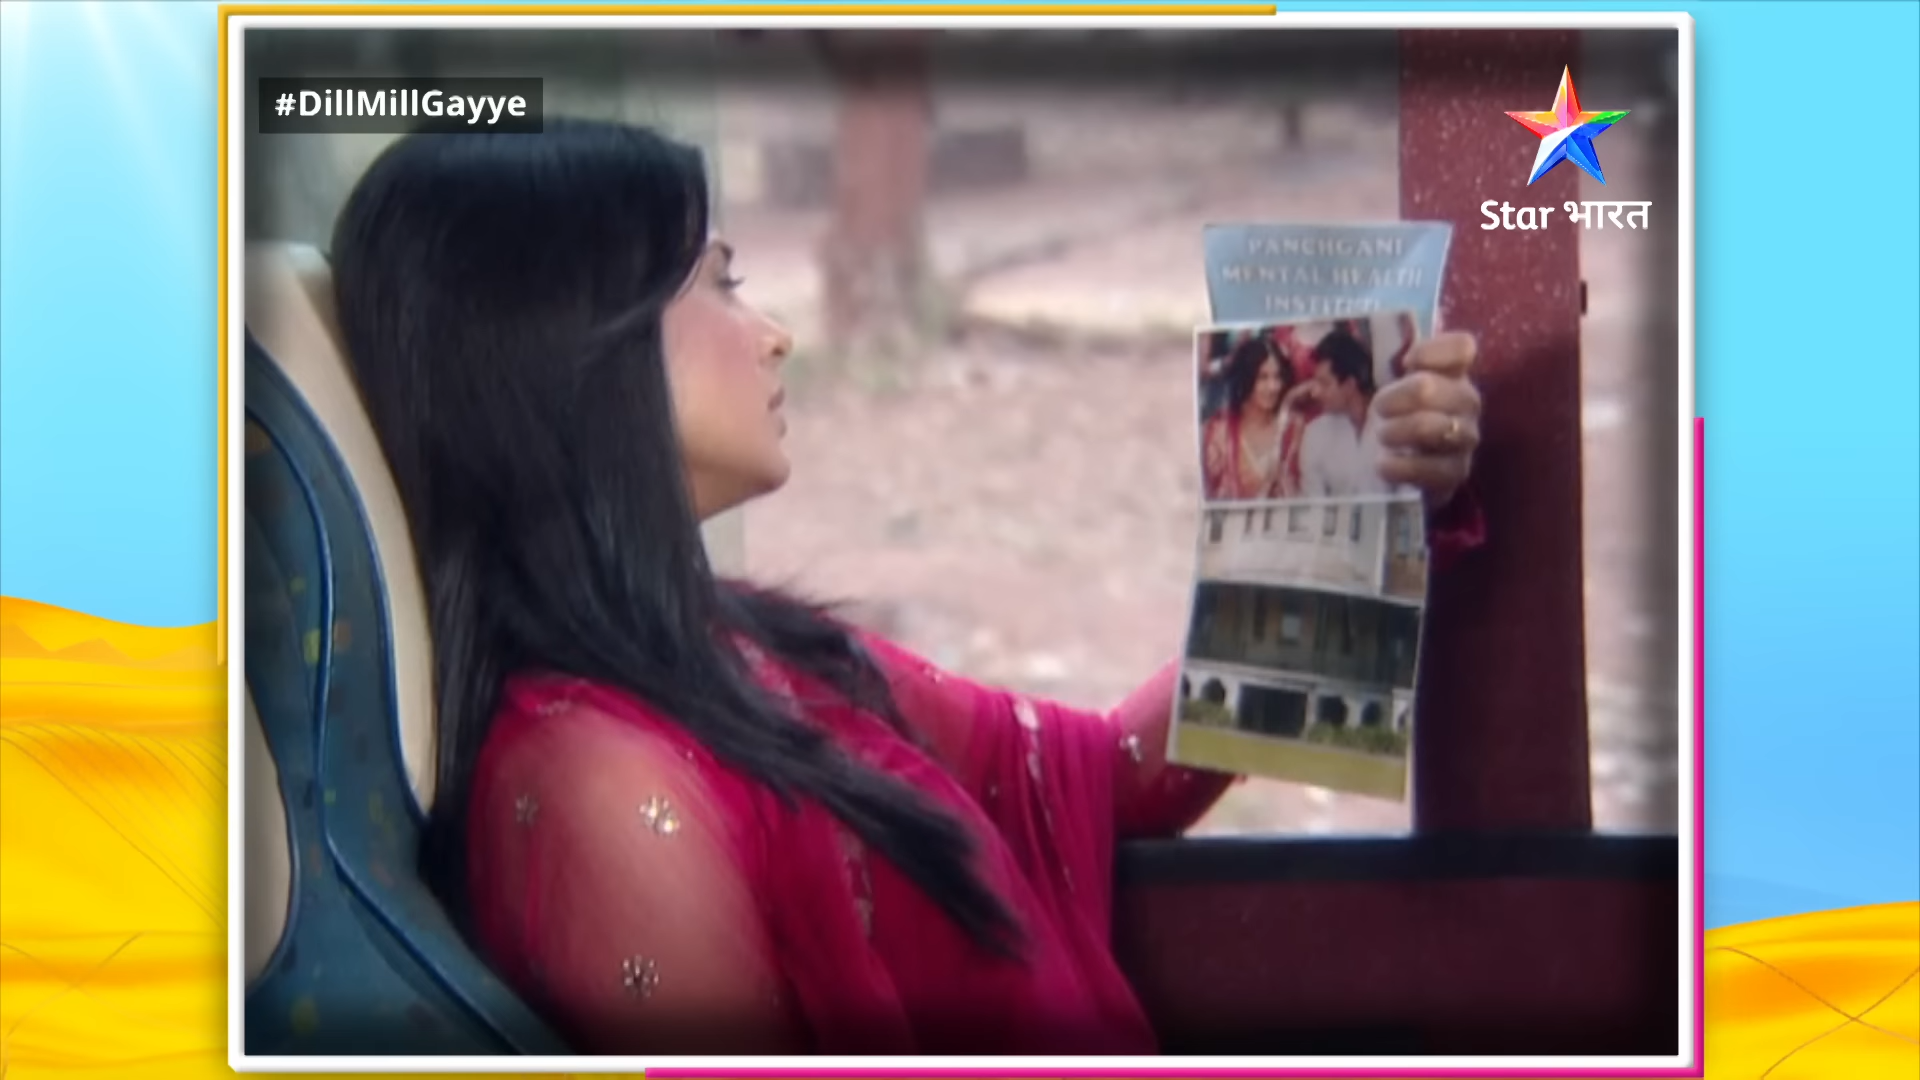 #DillMillGayye
Star भारत
PANCHGANI
MENTAL HEALTH